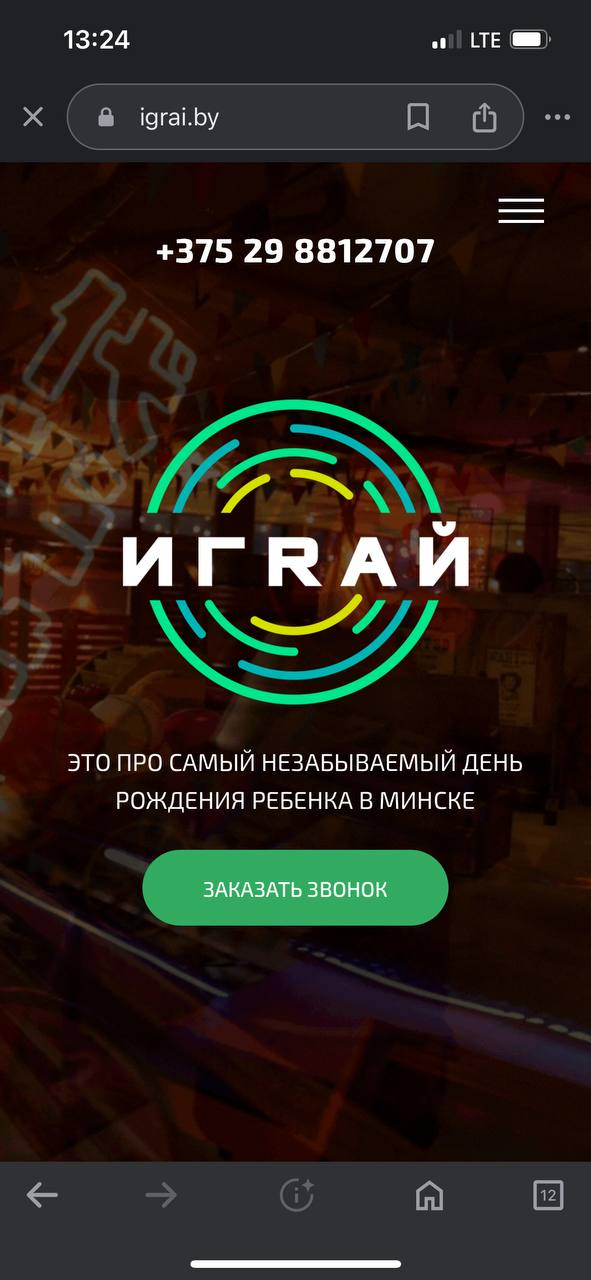 13:24
LTE
igrai.by
+375 29 8812707
ИГRАЙ
ЭТО ПРО САМЫЙ НЕЗАБЫВАЕМЫЙ ДЕНЬ
РОЖДЕНИЯ РЕБЕНКА В МИНСКЕ
ЗАКАЗАТЬ ЗВОНОК
12